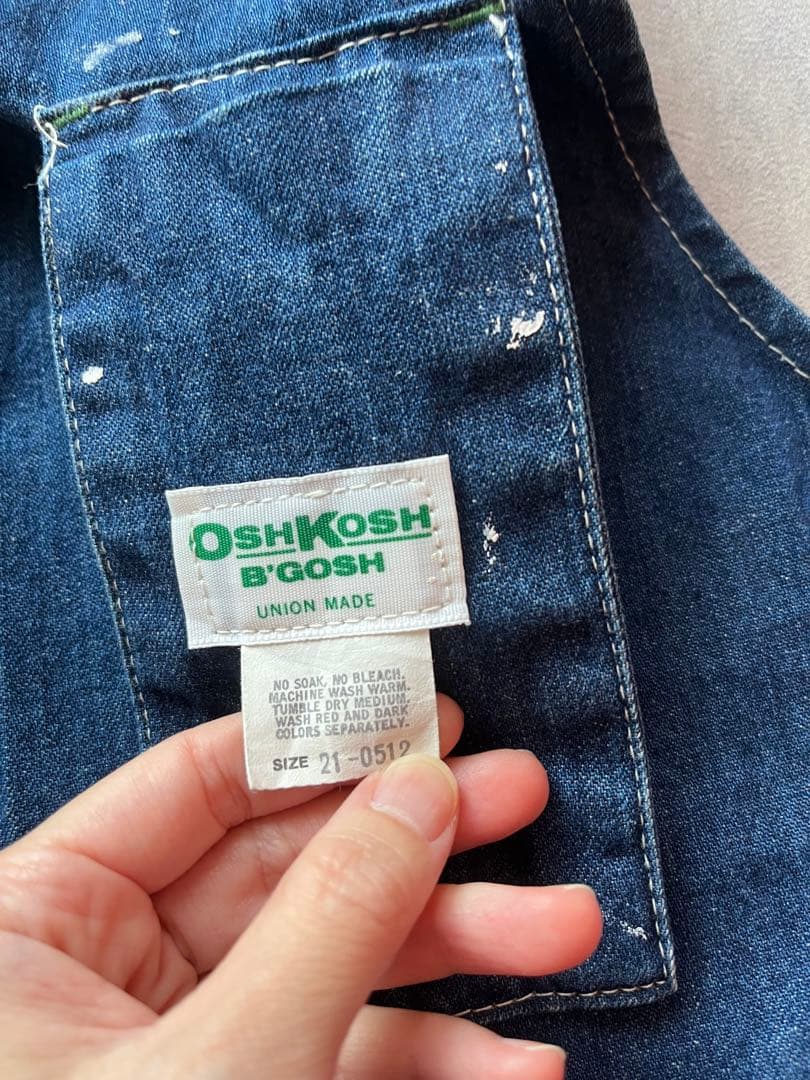 OSHKOSH
B'GOSH
UNION MADE
NO SOAK, NO BLEACH.
MACHINE WASH WARM.
TUMBLE DRY MEDIUM.
WASH RED AND DARK
COLORS SEPARATELY.
SIZE 21-0512